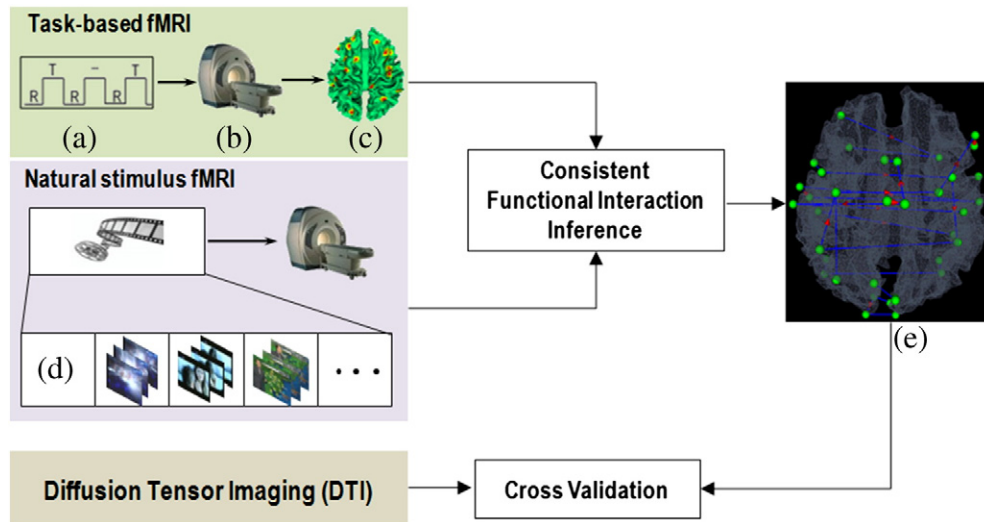 Task-based fMRI
T – T
R R R
(a) (b) (c)
Natural stimulus fMRI
(d) • • •
Consistent
Functional Interaction
Inference
(e)
Diffusion Tensor Imaging (DTI)
Cross Validation